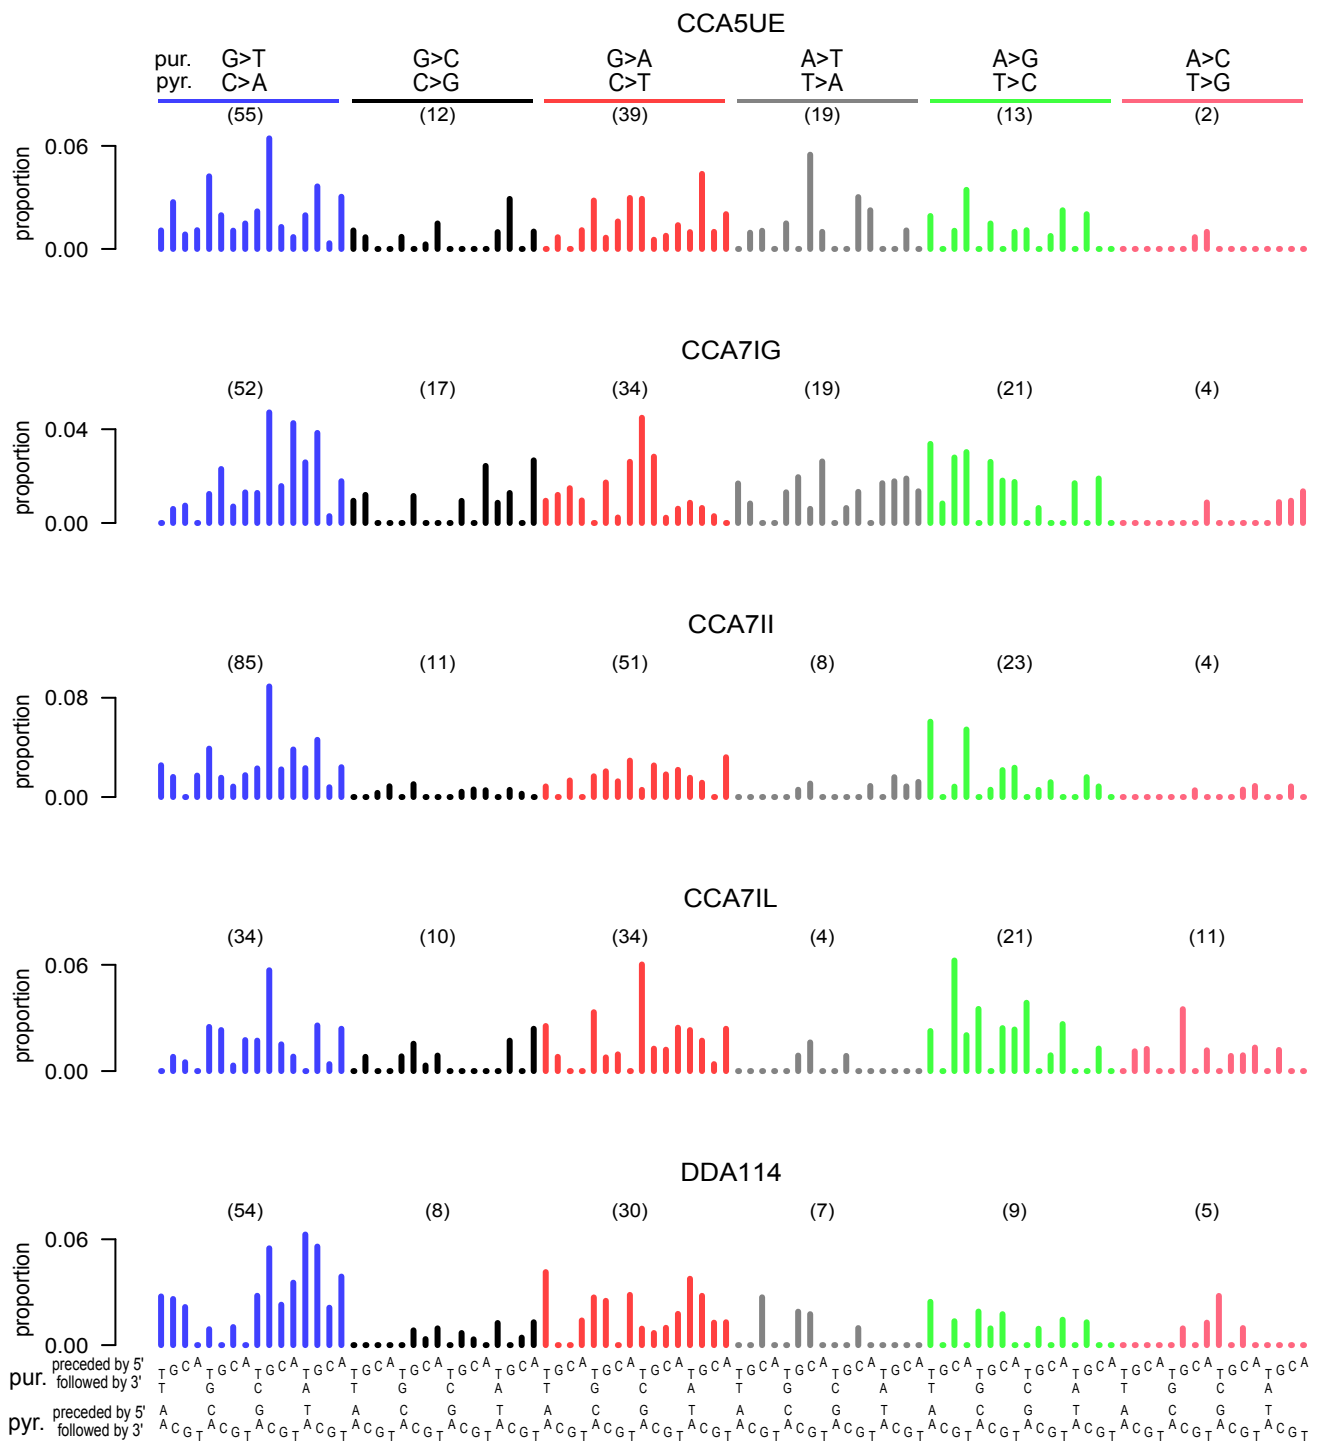 CCA5UE
pur. G>T G>C G>A A>T A>G A>C
pyr. C>A C>G C>T T>A T>C T>G
(55) (12) (39) (19) (13) (2)
proportion
0.06
0.00
CCA7IG
(52) (17) (34) (19) (21) (4)
proportion
0.04
0.00
CCA7II
(85) (11) (51) (8) (23) (4)
proportion
0.08
0.00
CCA7IL
(34) (10) (34) (4) (21) (11)
proportion
0.06
0.00
DDA114
(54) (8) (30) (7) (9) (5)
proportion
0.06
0.00
pur. preceded by 5' T G C A T G C A T G C A T G C A T G C A T G C A T G C A T G C A T G C A T G C A T G C A T G C A T G C A T G C A T G C A T G C A T G C A T G C A T G C A T G C A T G C A T G C A T G C A T G C A
followed by 3' T G C A T G C A T G C A T G C A T G C A T G C A
pyr. preceded by 5' A C G T A C G T A C G T A C G T A C G T A C G T
followed by 3' A C G T A C G T A C G T A C G T A C G T A C G T A C G T A C G T A C G T A C G T A C G T A C G T A C G T A C G T A C G T A C G T A C G T A C G T A C G T A C G T A C G T A C G T A C G T A C G T